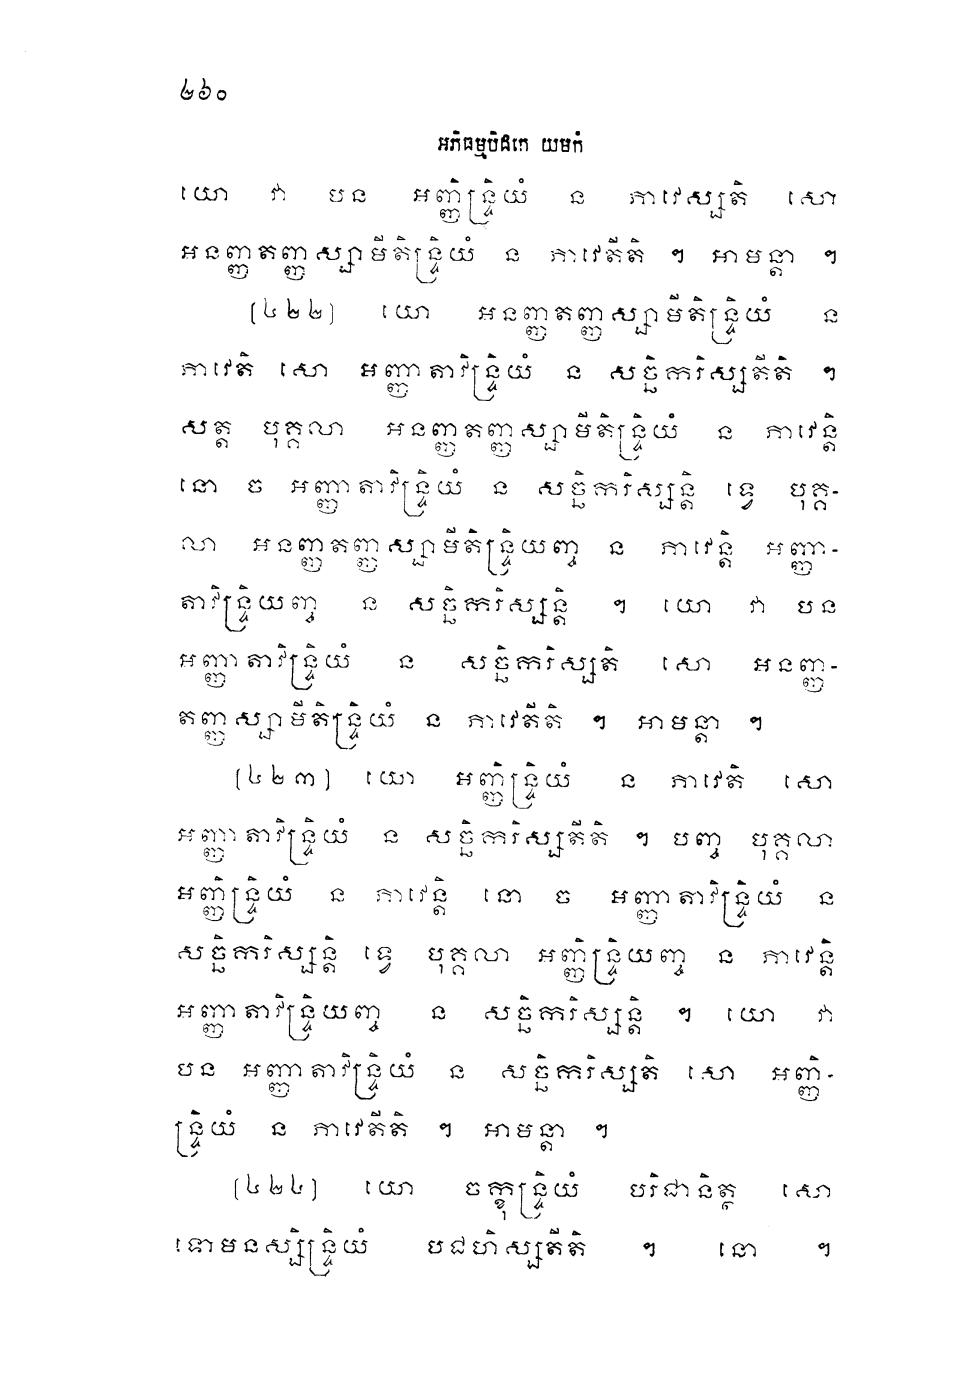 ៤៦០
អភិធម្មបិដកេ យមកំ
យោ វា បន អញ្ញិន្ទ្រិយំ ន ភាវេស្សតិ សោ
អនញ្ញតញ្ញស្សាមីតិន្ទ្រិយំ ន ភាវេតីតិ ។ អាមន្តា ។
[៤២២] យោ អនញ្ញតញ្ញស្សាមីតិន្ទ្រិយំ ន
ភាវេតិ សោ អញ្ញាតាវិន្ទ្រិយំ ន សច្ឆិករិស្សតីតិ ។
សត្ត បុគ្គលា អនញ្ញតញ្ញស្សាមីតិន្ទ្រិយំ ន ភាវេន្តិ
នោ ច អញ្ញាតាវិន្ទ្រិយំ ន សច្ឆិករិស្សន្តិ ទ្វេ បុគ្គ-
លា អនញ្ញតញ្ញស្សាមីតិន្ទ្រិយញ្ច ន ភាវេន្តិ អញ្ញា-
តាវិន្ទ្រិយញ្ច ន សច្ឆិករិស្សន្តិ ។ យោ វា បន
អញ្ញាតាវិន្ទ្រិយំ ន សច្ឆិករិស្សតិ សោ អនញ្ញ-
តញ្ញស្សាមីតិន្ទ្រិយំ ន ភាវេតីតិ ។ អាមន្តា ។
[៤២៣] យោ អញ្ញិន្ទ្រិយំ ន ភាវេតិ សោ
អញ្ញាតាវិន្ទ្រិយំ ន សច្ឆិករិស្សតីតិ ។ បញ្ច បុគ្គលា
អញ្ញិន្ទ្រិយំ ន ភាវេន្តិ នោ ច អញ្ញាតាវិន្ទ្រិយំ ន
សច្ឆិករិស្សន្តិ ទ្វេ បុគ្គលា អញ្ញិន្ទ្រិយញ្ច ន ភាវេន្តិ
អញ្ញាតាវិន្ទ្រិយញ្ច ន សច្ឆិករិស្សន្តិ ។ យោ វា
បន អញ្ញាតាវិន្ទ្រិយំ ន សច្ឆិករិស្សតិ សោ អញ្ញិ-
ន្ទ្រិយំ ន ភាវេតីតិ ។ អាមន្តា ។
[៤២៤] យោ ចក្ខុន្ទ្រិយំ បរិជានិត្ថ សោ
ទោមនស្សិន្ទ្រិយំ បជហិស្សតីតិ ។ នោ ។